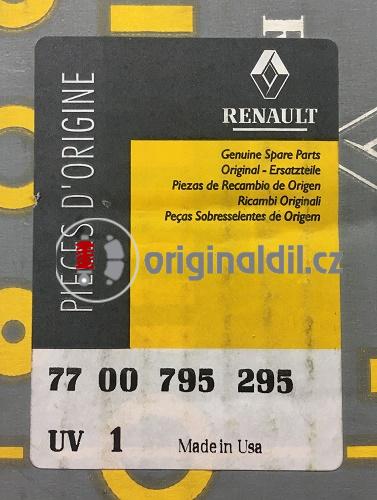 RENAULT
PIÈCES D'ORIGINE
Genuine Spare Parts
Original - Ersatzteile
Piezas de Recambio de Origen
Ricambi Originali
Peças Sobresselentes de Origem
originaldil.cz
77 00 795 295
UV 1 Made in Usa